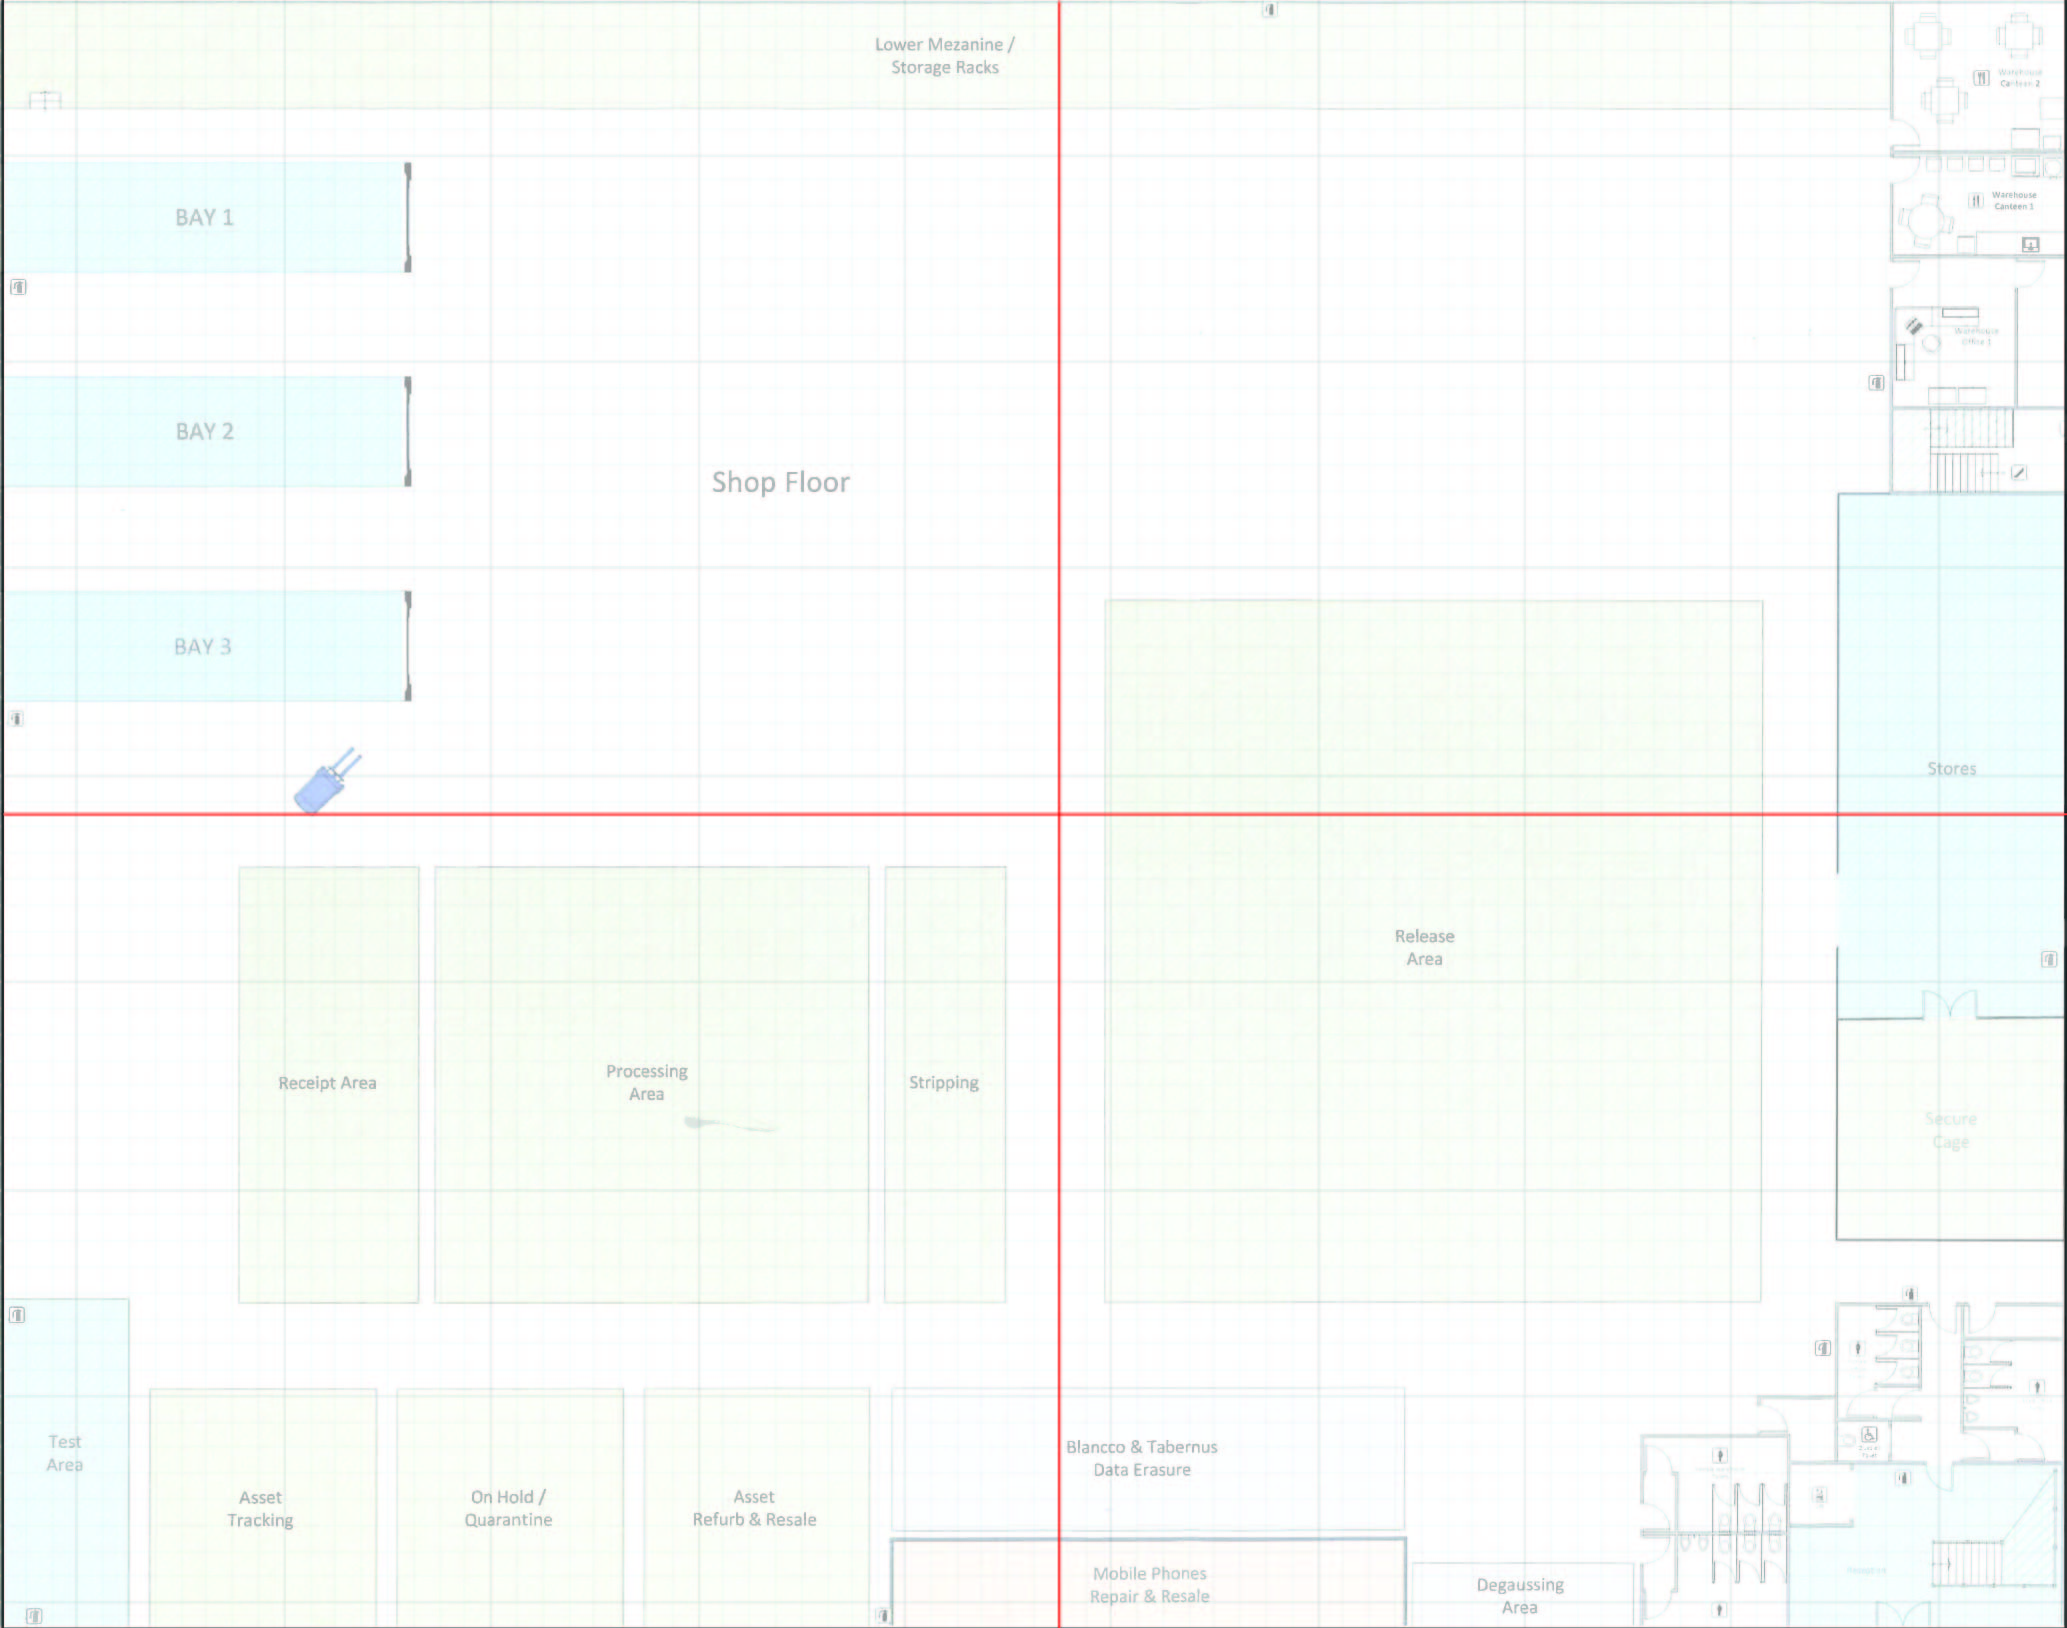 Lower Mezanine /
Storage Racks
Warehouse
Canteen 2
BAY 1
Warehouse
Canteen 1
Warehouse
BAY 2
Shop Floor
BAY 3
Stores
Release
Area
Receipt Area
Processing
Area
Stripping
Secure
Cage
Test
Area
Asset
Tracking
On Hold /
Quarantine
Asset
Refurb & Resale
Blancco & Tabernus
Data Erasure
Mobile Phones
Repair & Resale
Degaussing
Area